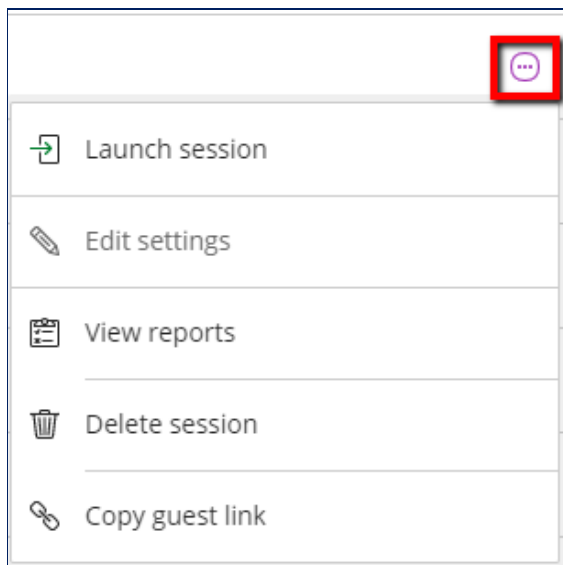 Launch session
Edit settings
View reports
Delete session
Copy guest link